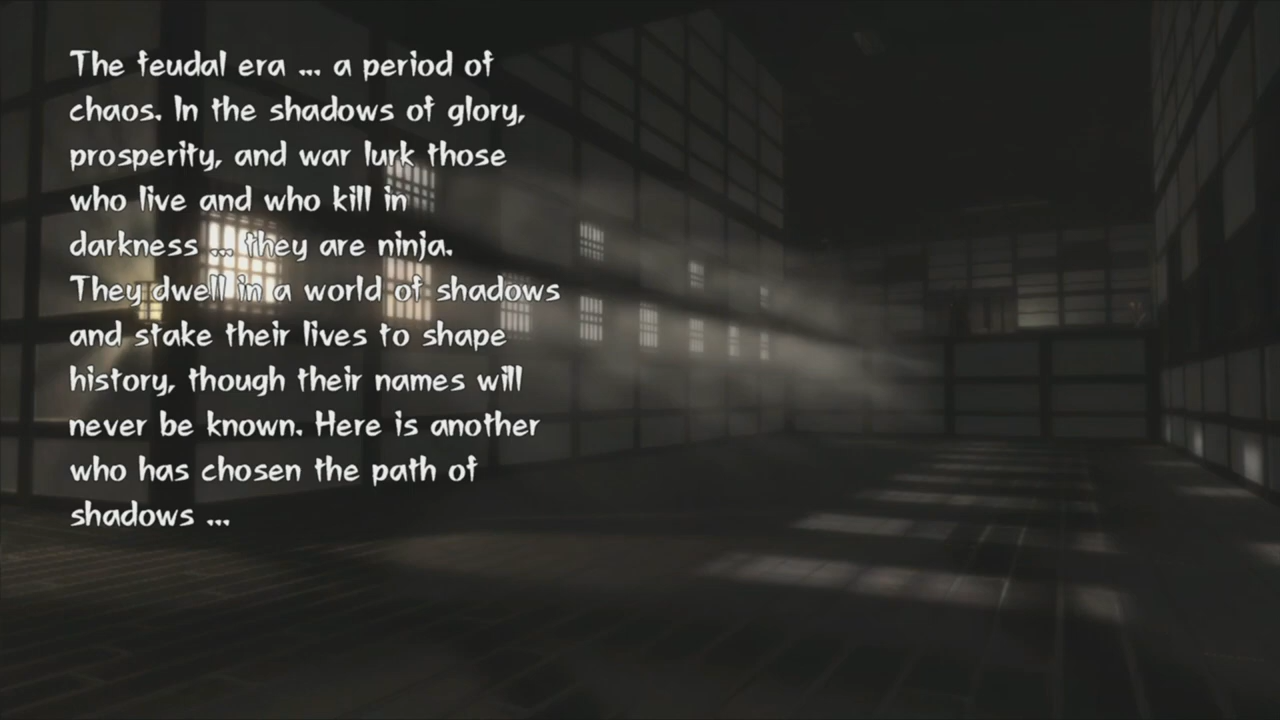 The feudal era ... a period of
chaos. In the shadows of glory,
prosperity, and war lurk those
who live and who kill in
darkness ... they are ninja.
They dwell in a world of shadows
and stake their lives to shape
history, though their names will
never be known. Here is another
who has chosen the path of
shadows ...